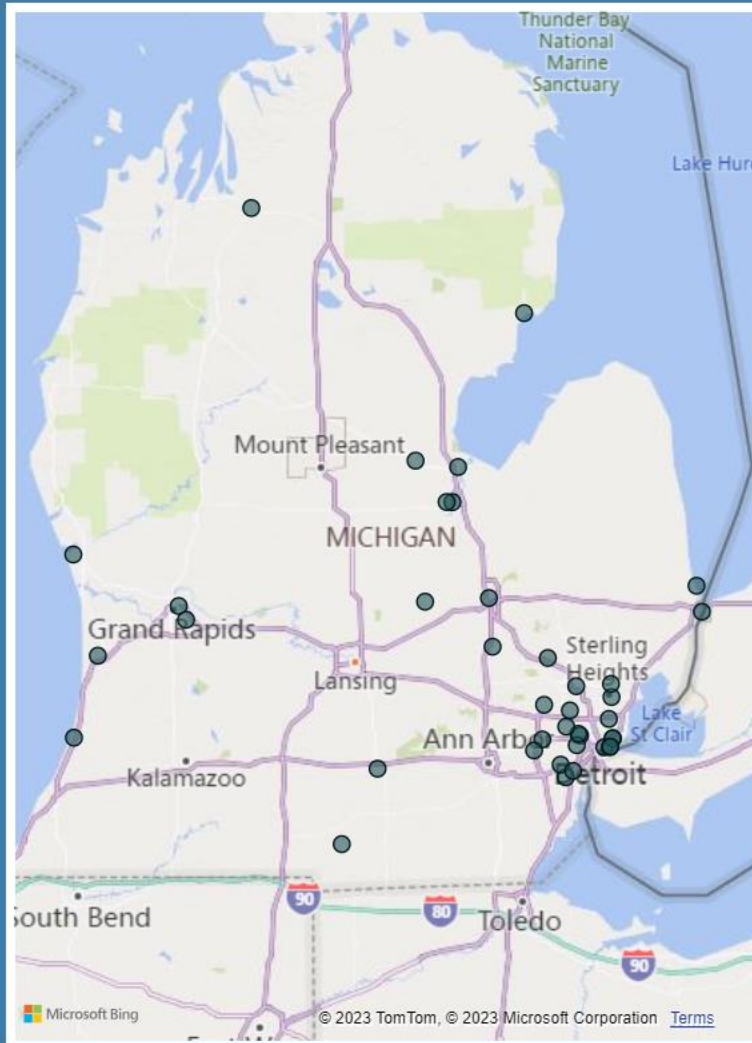 Thunder Bay
National
Marine
Sanctuary
Lake Hur
Mount Pleasant
MICHIGAN
Grand Rapids
Sterling
Heights
Lansing
Lake
St Clair
Ann Arbo
Kalamazoo
Detroit
90
80
South Bend
Toledo
90
Microsoft Bing
© 2023 TomTom, © 2023 Microsoft Corporation Terms